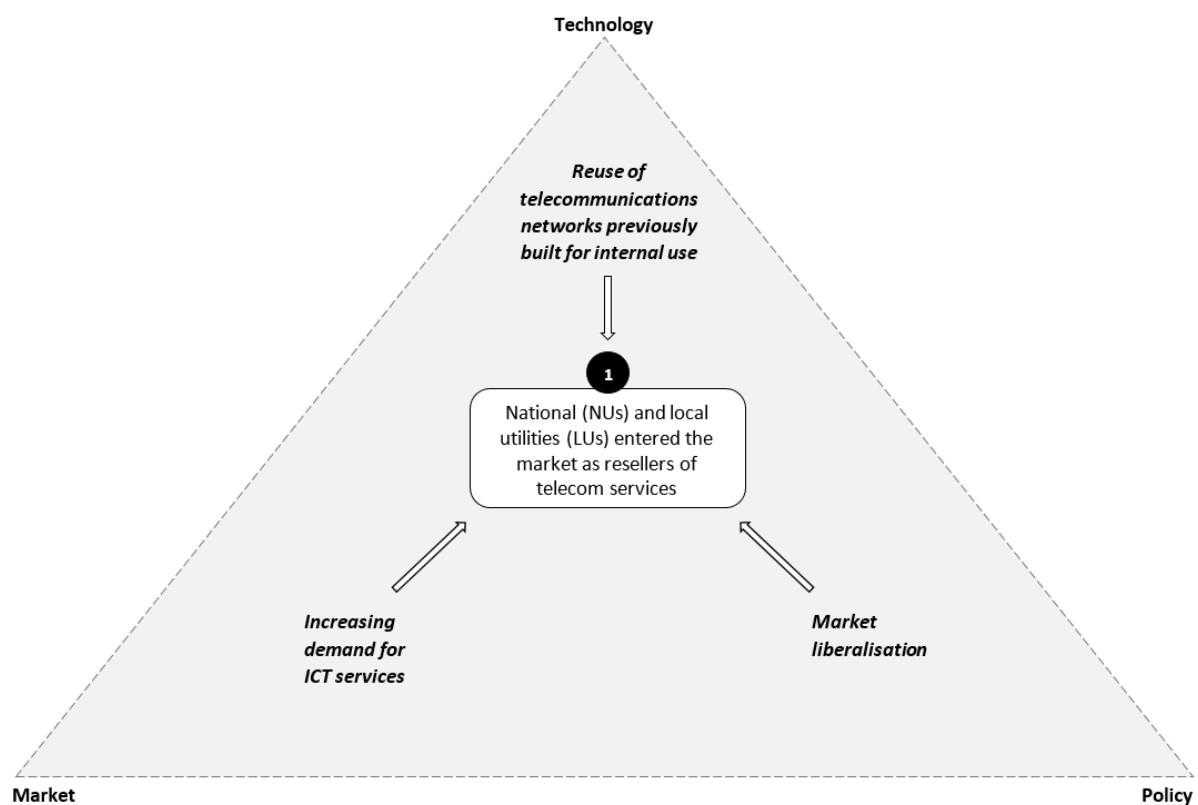 Technology
Reuse of
telecommunications
networks previously
built for internal use
1
National (NUs) and local
utilities (LUs) entered the
market as resellers of
telecom services
Increasing
demand for
ICT services
Market
liberalisation
Market
Policy